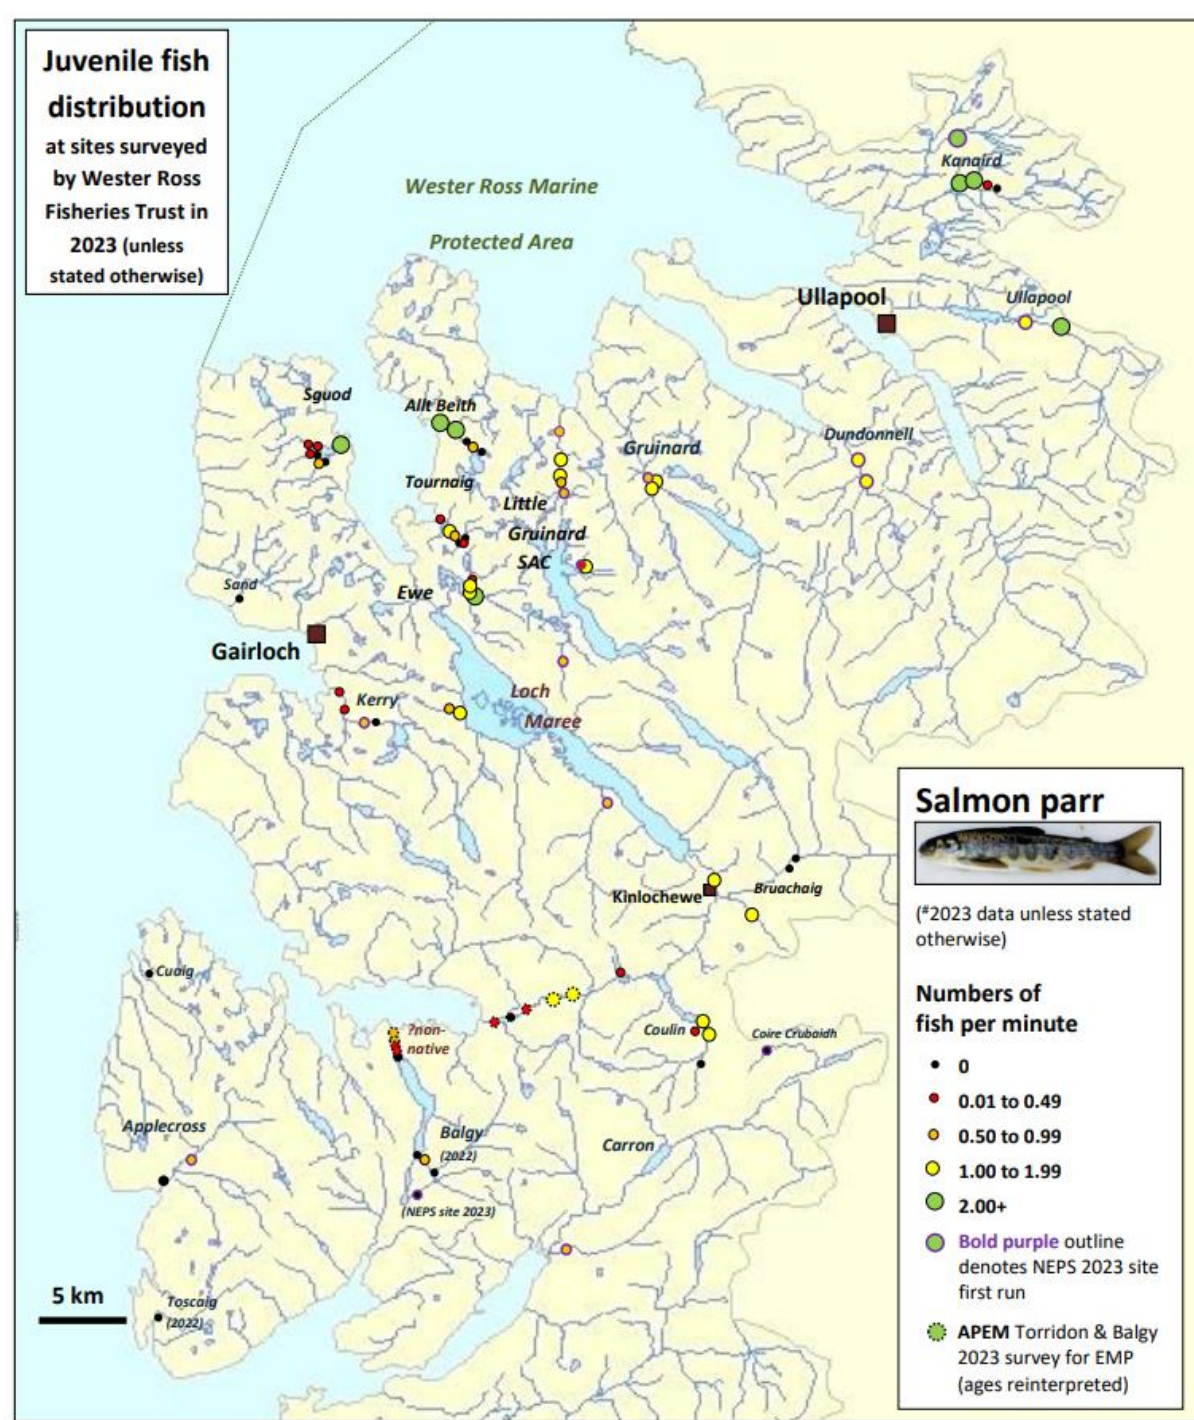 Juvenile fish
distribution
at sites surveyed
by Wester Ross
Fisheries Trust in
2023 (unless
stated otherwise)
Wester Ross Marine
Protected Area
Kanaird
Ullapool
Ullapool
Sguod
Allt Beith
Gruinard
Dundonnell
Tournaig
Little
Gruinard
SAC
Sand
Ewe
Gairloch
Kerry
Loch
Maree
Kinlochewe
Bruachaig
Cuaig
?non-
native
Coulin
Coire Crubaidh
Applecross
Balgy
(2022)
Carron
(NEPS site 2023)
5 km
Toscaig
(2022)
Salmon parr
(#2023 data unless stated
otherwise)
Numbers of
fish per minute
0
0.01 to 0.49
0.50 to 0.99
1.00 to 1.99
2.00+
Bold purple outline
denotes NEPS 2023 site
first run
APEM Torridon & Balgy
2023 survey for EMP
(ages reinterpreted)